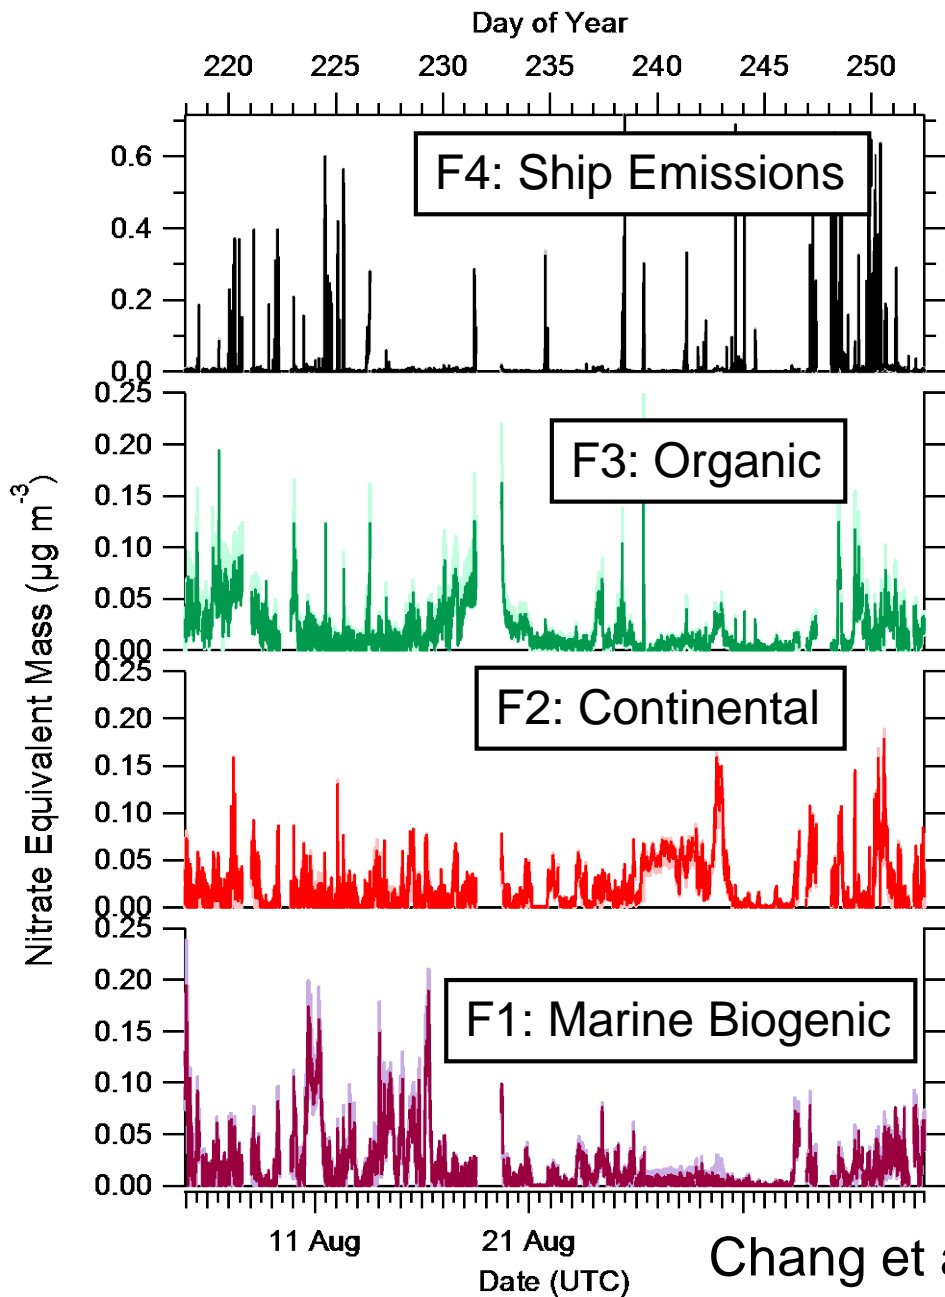 Day of Year
220 225 230 235 240 245 250
F4: Ship Emissions
0.6
0.4
0.2
0.0
F3: Organic
0.25
0.20
0.15
0.10
0.05
0.00
F2: Continental
0.25
0.20
0.15
0.10
0.05
0.00
F1: Marine Biogenic
0.25
0.20
0.15
0.10
0.05
0.00
Nitrate Equivalent Mass (µg m⁻³)
11 Aug 21 Aug
Date (UTC)
Chang et